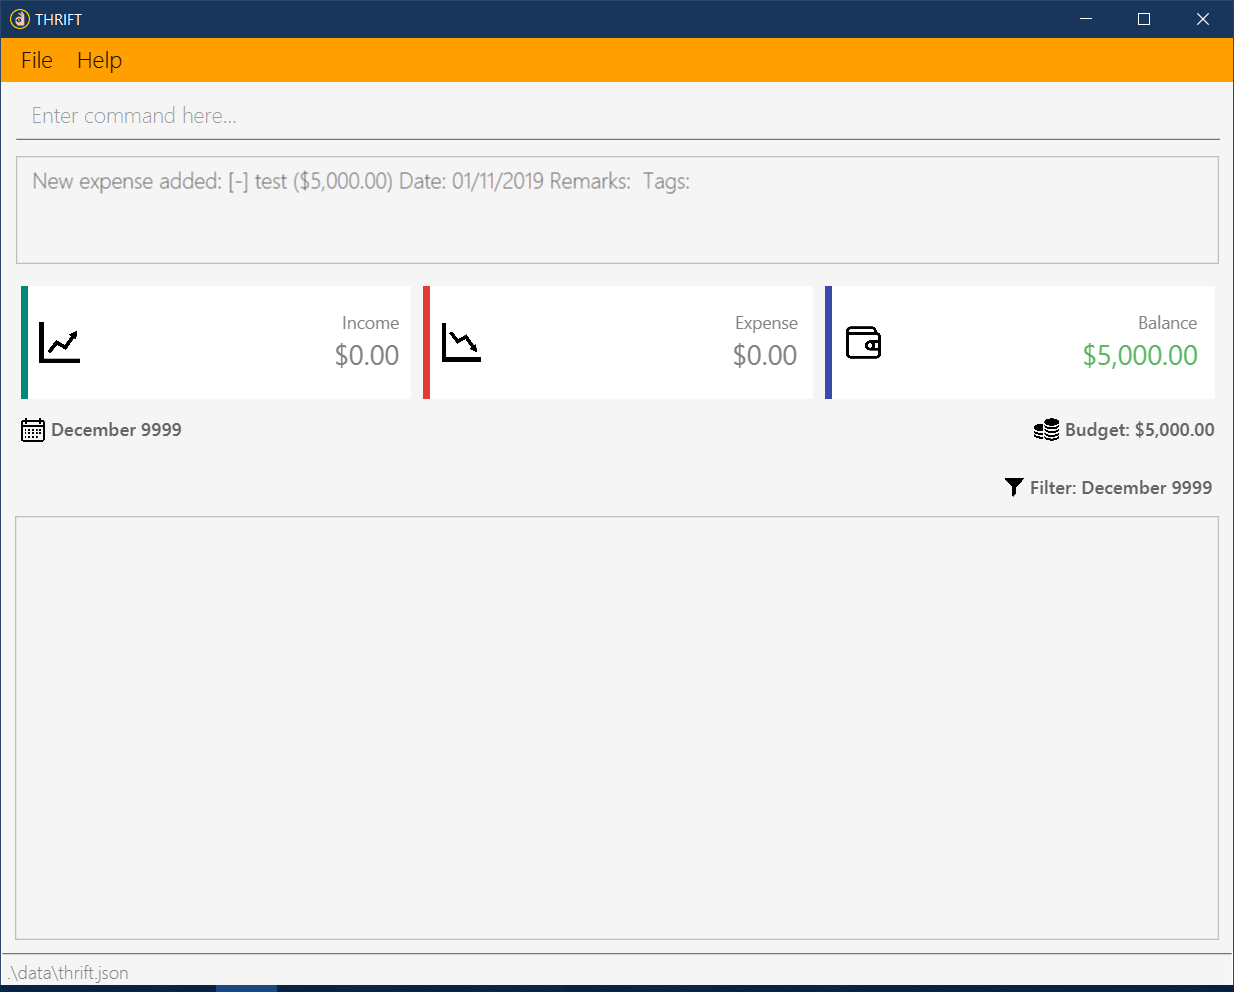 THRIFT
File Help
Enter command here...
New expense added: [-] test ($5,000.00) Date: 01/11/2019 Remarks:  Tags:
Income
$0.00
Expense
$0.00
Balance
$5,000.00
December 9999
Budget: $5,000.00
Filter: December 9999
.\data\thrift.json